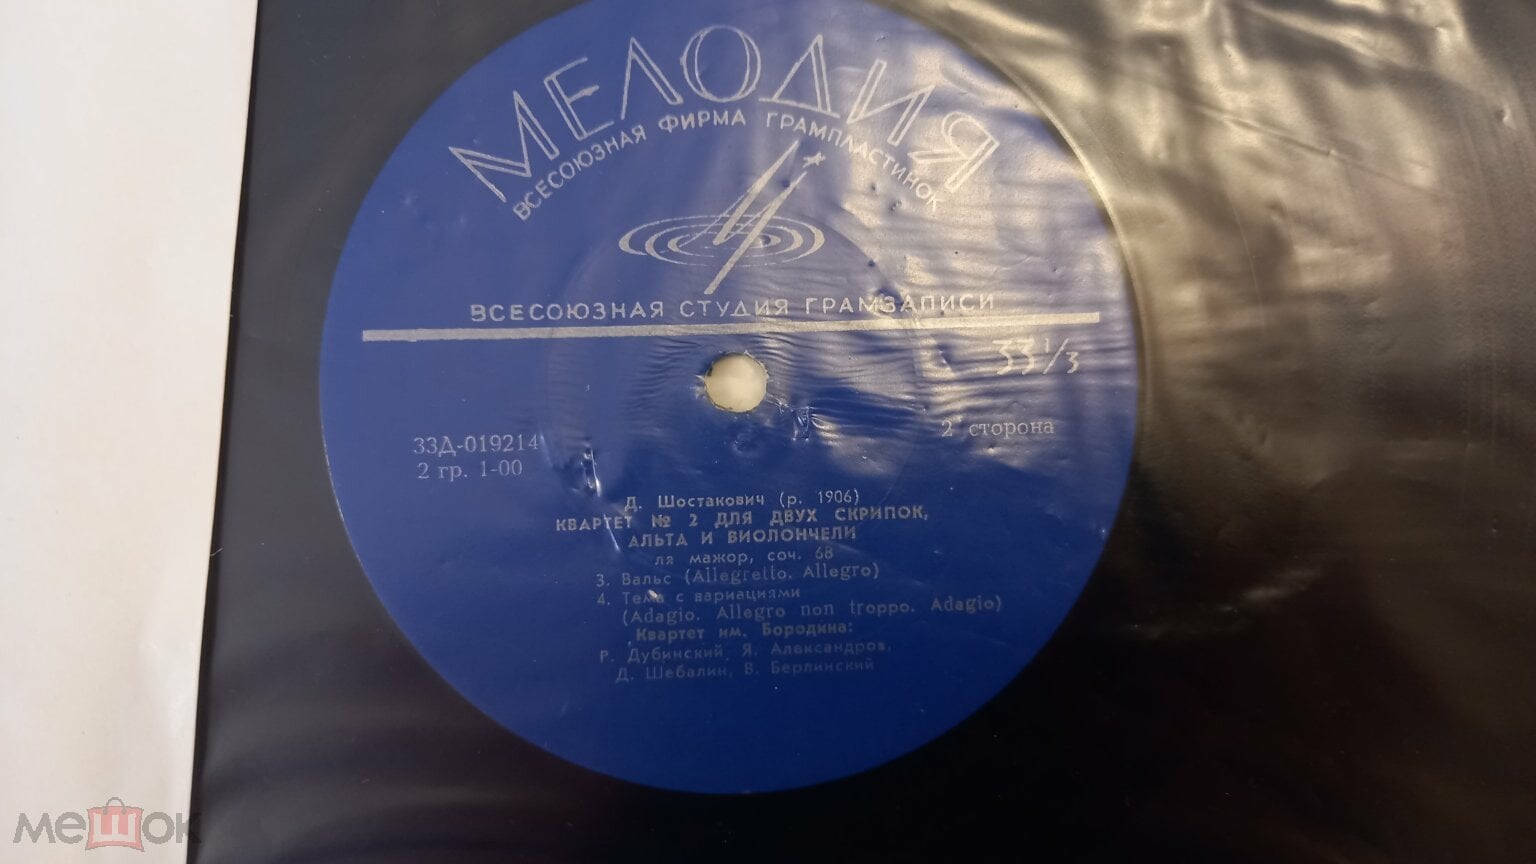 МЕЛОДИЯ
ВСЕСОЮЗНАЯ ФИРМА ГРАМПЛАСТИНОК
ВСЕСОЮЗНАЯ СТУДИЯ ГРАМЗАПИСИ
33 1/3
33Д-019214
2 гр. 1-00
2 сторона
Д. Шостакович (р. 1906)
КВАРТЕТ № 2 ДЛЯ ДВУХ СКРИПОК,
АЛЬТА И ВИОЛОНЧЕЛИ
ля мажор, соч. 68
3. Вальс (Allegretto. Allegro)
4. Тема с вариациями
(Adagio. Allegro non troppo. Adagio)
Квартет им. Бородина:
Р. Дубинский, Я. Александров,
Д. Шебалин, В. Берлинский
мешок